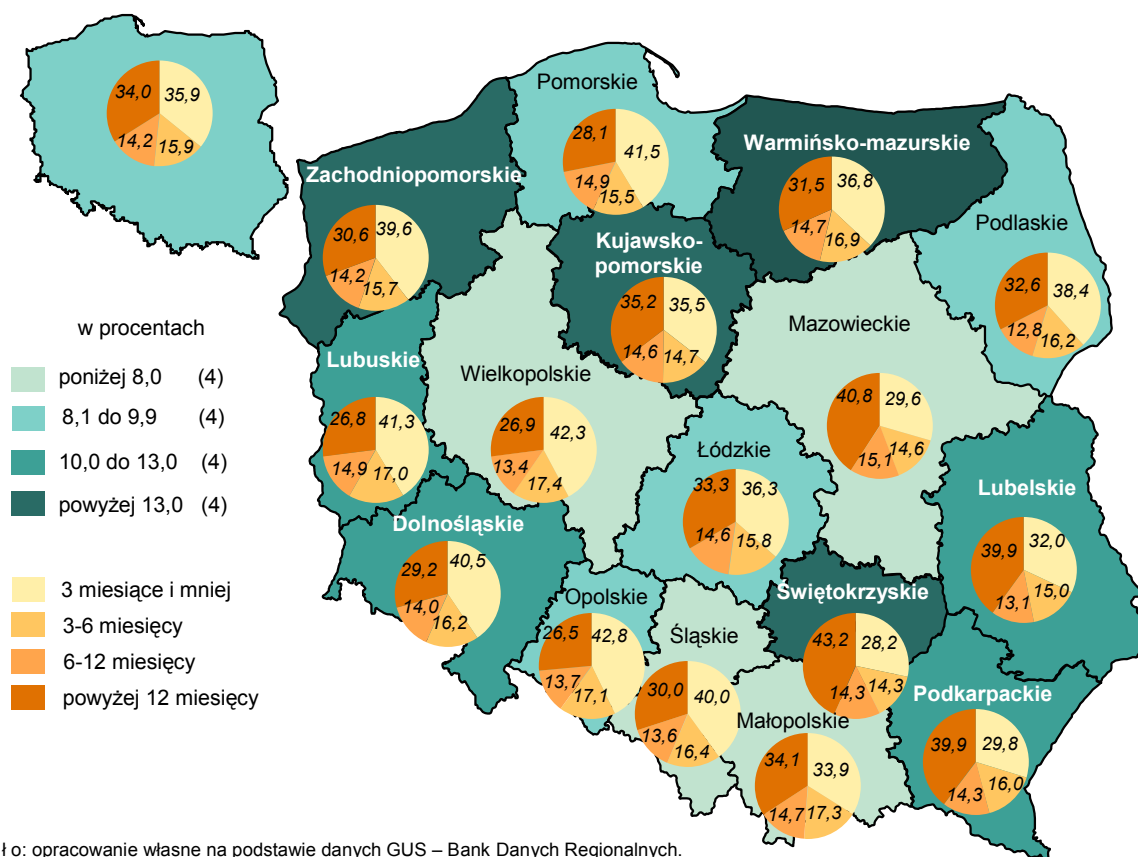 34,0 35,9
14,2 15,9
Pomorskie
28,1 41,5
14,9 15,5
Warmińsko-mazurskie
31,5 36,8
14,7 16,9
Zachodniopomorskie
30,6 39,6
14,2 15,7
Kujawsko-
pomorskie
35,2 35,5
14,6 14,7
Podlaskie
32,6 38,4
12,8 16,2
Mazowieckie
40,8 29,6
15,1 14,6
w procentach
poniżej 8,0 (4)
8,1 do 9,9 (4)
10,0 do 13,0 (4)
powyżej 13,0 (4)
Lubuskie
26,8 41,3
14,9 17,0
Wielkopolskie
26,9 42,3
13,4 17,4
Łódzkie
33,3 36,3
14,6 15,8
Lubelskie
39,9 32,0
13,1 15,0
Dolnośląskie
29,2 40,5
14,0 16,2
3 miesiące i mniej
3-6 miesięcy
6-12 miesięcy
powyżej 12 miesięcy
Opolskie
26,5 42,8
13,7 17,1
Śląskie
30,0 40,0
13,6 16,4
Świętokrzyskie
43,2 28,2
14,3 14,3
Małopolskie
34,1 33,9
14,7 17,3
Podkarpackie
39,9 29,8
14,3 16,0
ł o: opracowanie własne na podstawie danych GUS – Bank Danych Regionalnych.